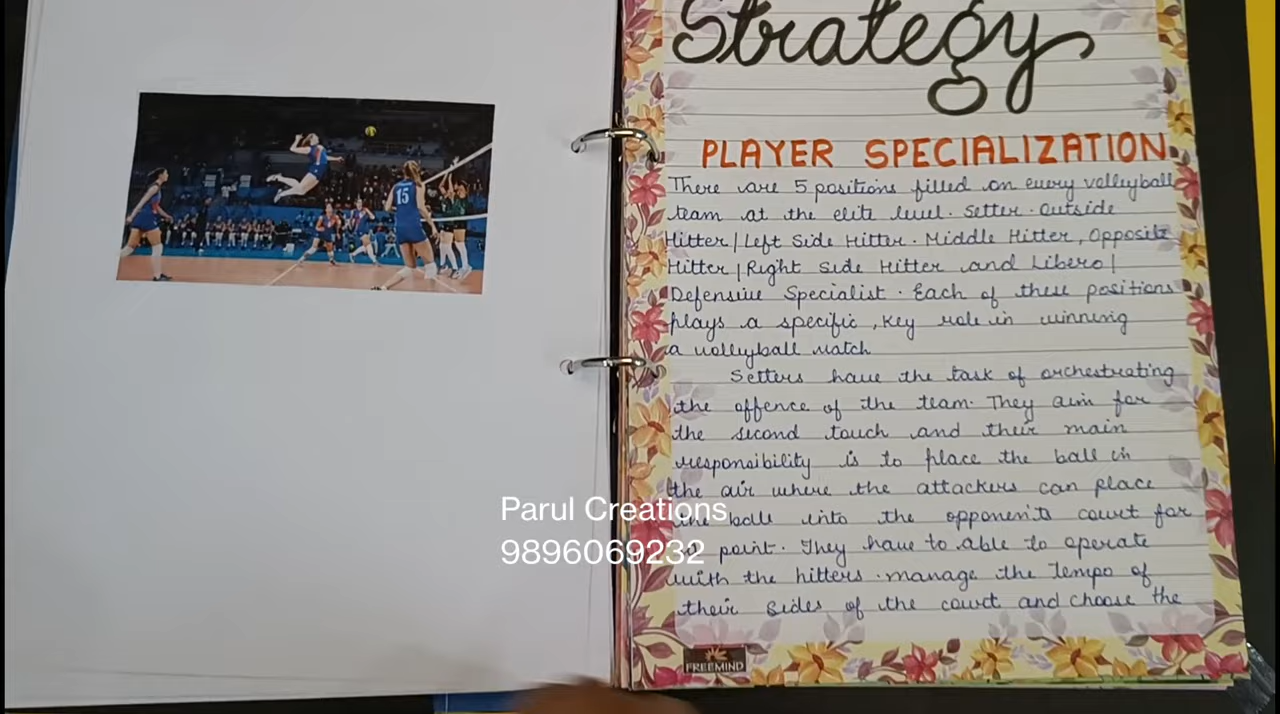 15
Strategy
PLAYER SPECIALIZATION
There are 5 positions filled on every volleyball
team at the elite level. Setter. Outside
Hitter/Left Side Hitter. Middle Hitter, Opposite
Hitter/Right side Hitter and Libero/
Defensive Specialist. Each of these positions
plays a specific, key role in winning
a volleyball match
Setters have the task of orchestrating
the offence of the team. They aim for
the second touch and their main
responsibility is to place the ball in
the air where the attackers can place
the ball into the opponents court for
a point. They have to able to operate
with the hitters. manage the tempo of
their sides of the court and choose the
FREEMIND
Parul Creations
9896069232